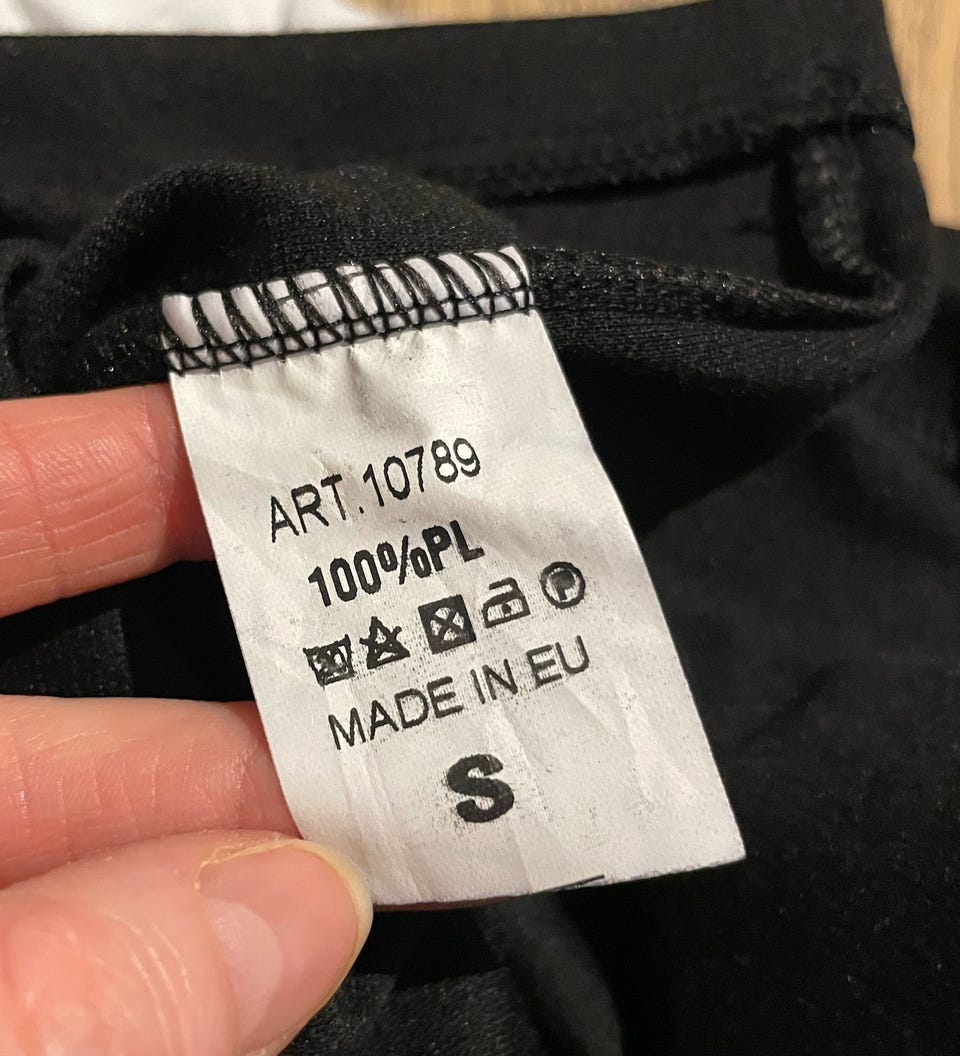 ART.10789
100%PL
P
MADE IN EU
S